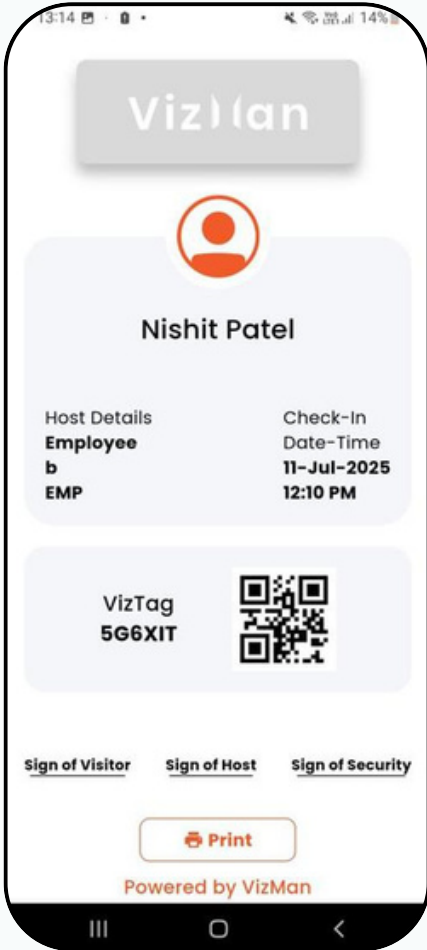 13:14 14%
VizMan
Nishit Patel
Host Details
Employee
b
EMP
Check-In
Date-Time
11-Jul-2025
12:10 PM
VizTag
5G6XIT
Sign of Visitor Sign of Host Sign of Security
Print
Powered by VizMan